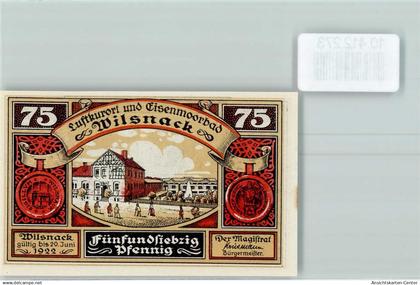 10412273
75
Luftkurort und Eisenmoorbad
75
Wilsnack
Wilsnack
gültig bis 20. Juni
1922
Fünfundsiebzig
Pfennig
Der Magistrat
Bürgermeister.
Ansichtskarten-Center